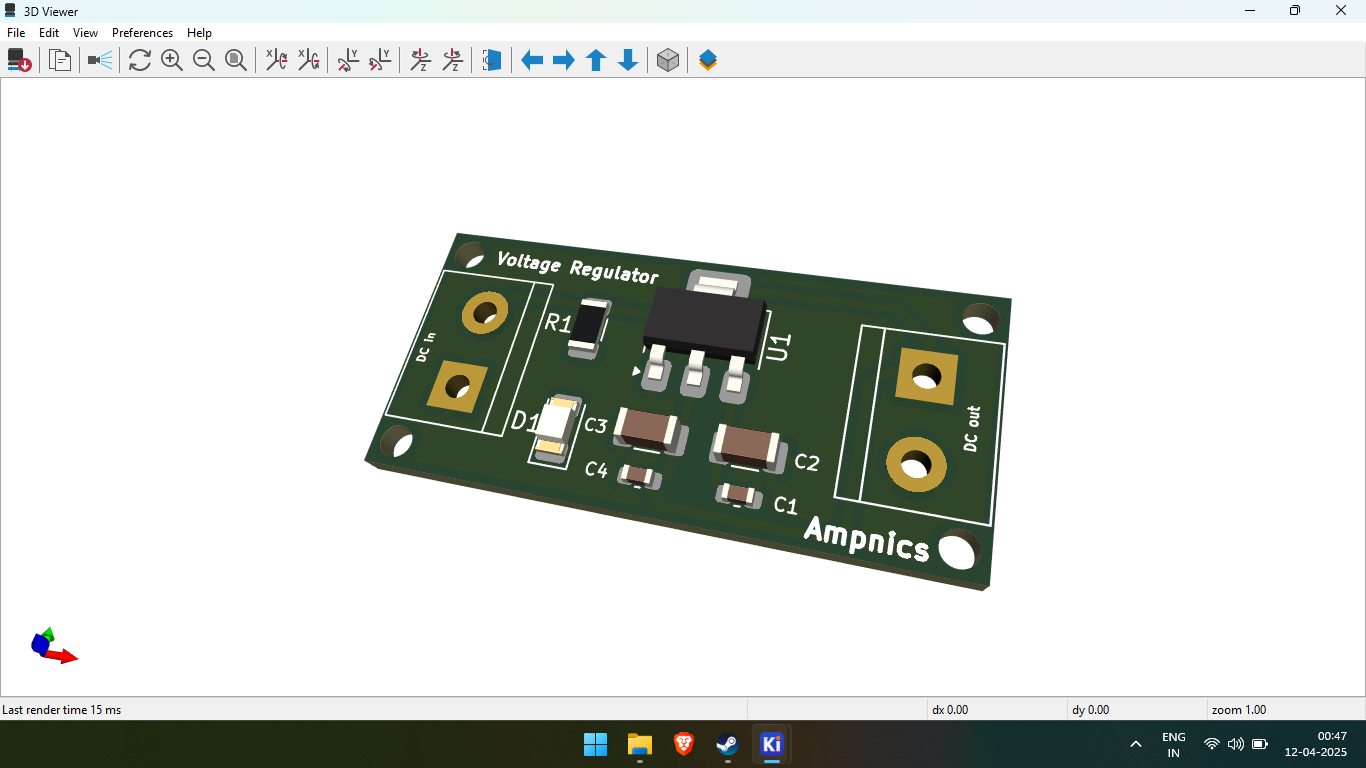 3D Viewer
File Edit View Preferences Help
X X Y Y Z Z
Voltage Regulator
R1
U1
DC in
D1
C3
C2
C4
C1
DC out
Ampnics
Last render time 15 ms dx 0.00 dy 0.00 zoom 1.00
Ki
ENG
IN
00:47
12-04-2025